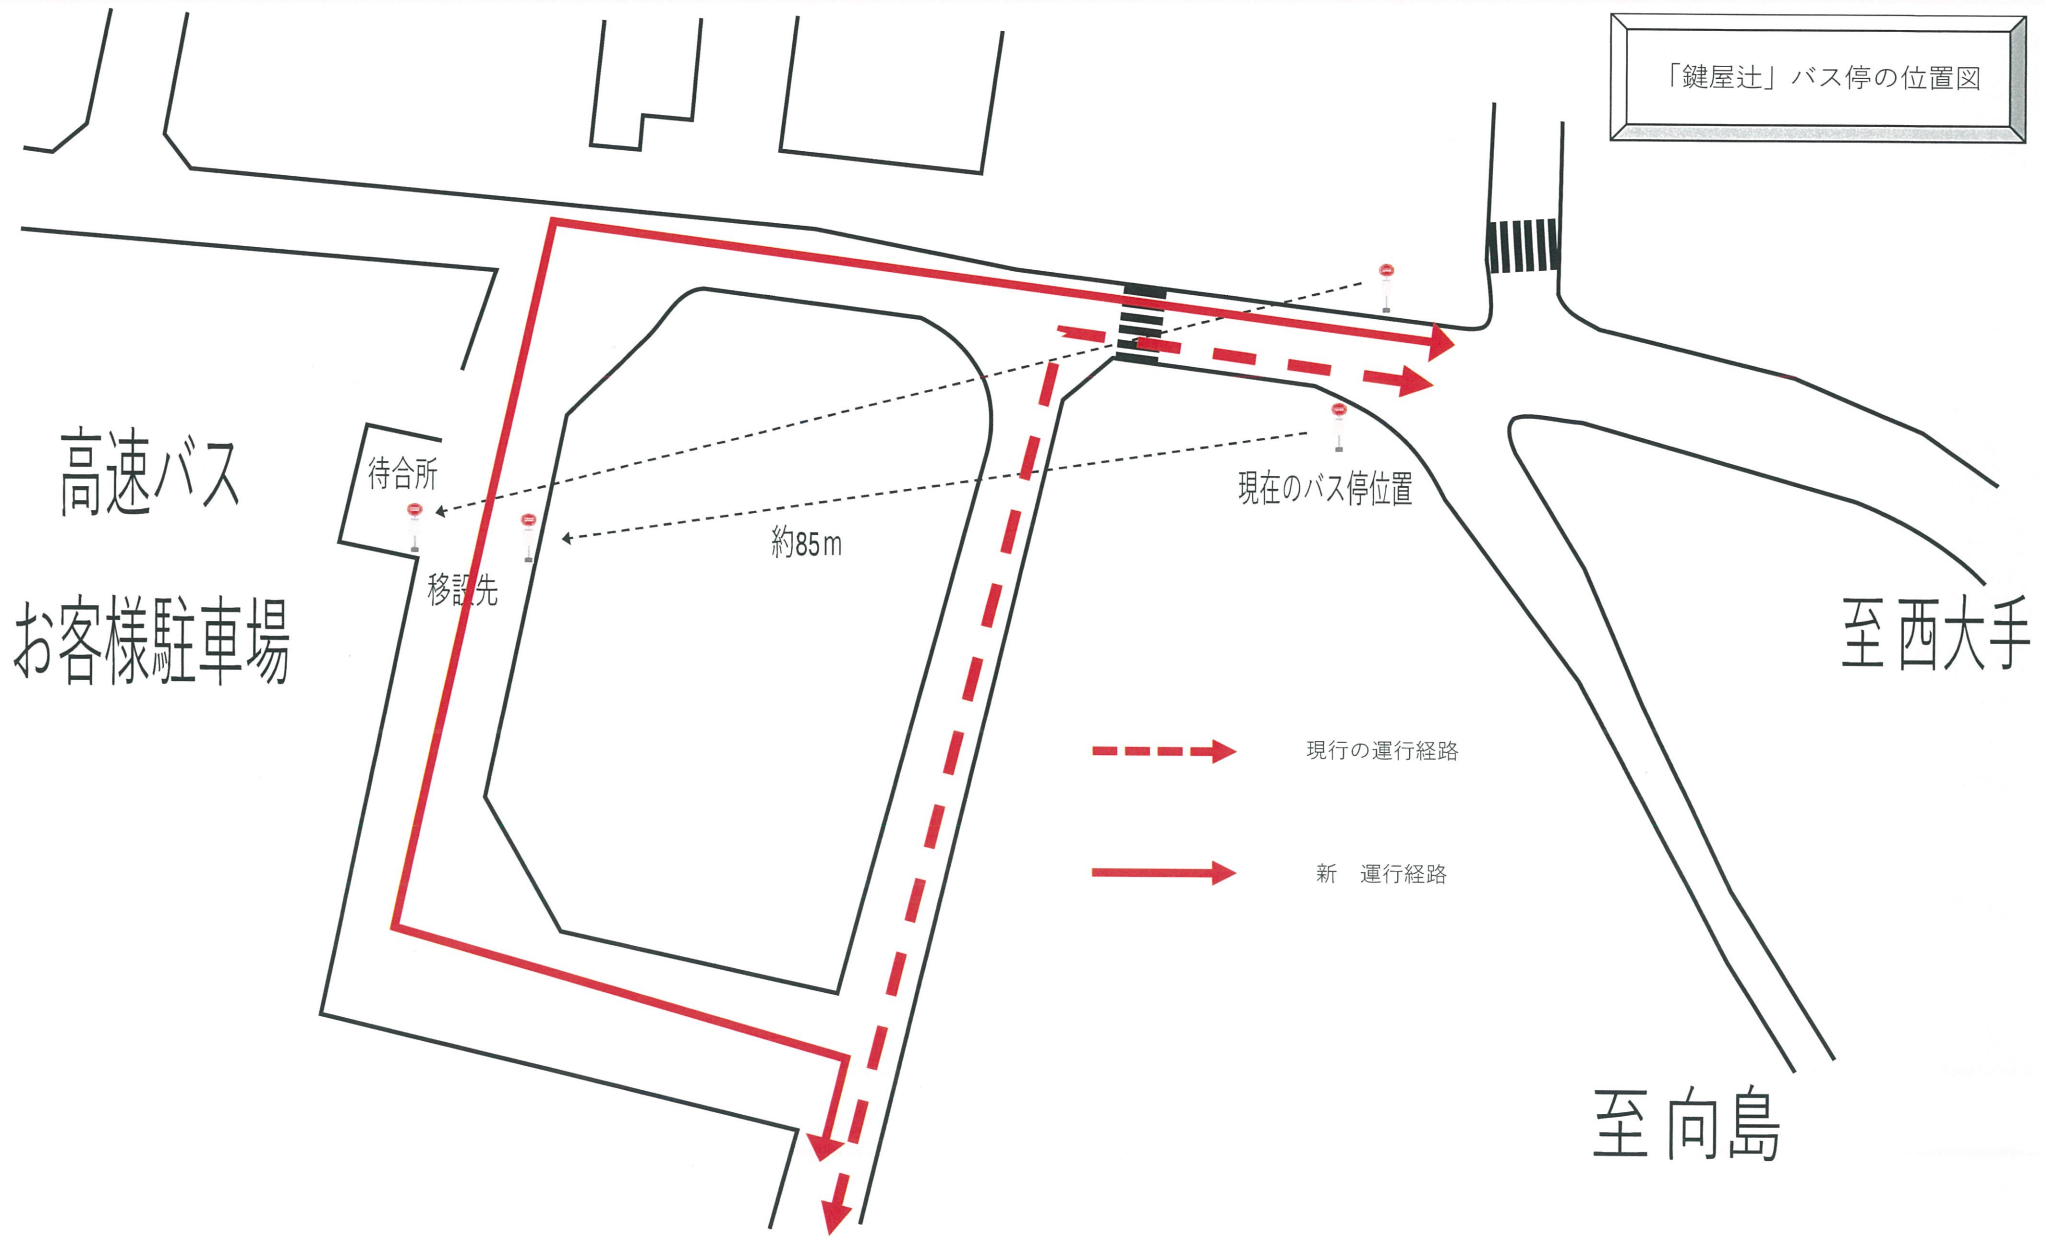 「鍵屋辻」バス停の位置図
高速バス
お客様駐車場
待合所
移設先
約85m
現在のバス停位置
至 西大手
現行の運行経路
新　運行経路
至 向島